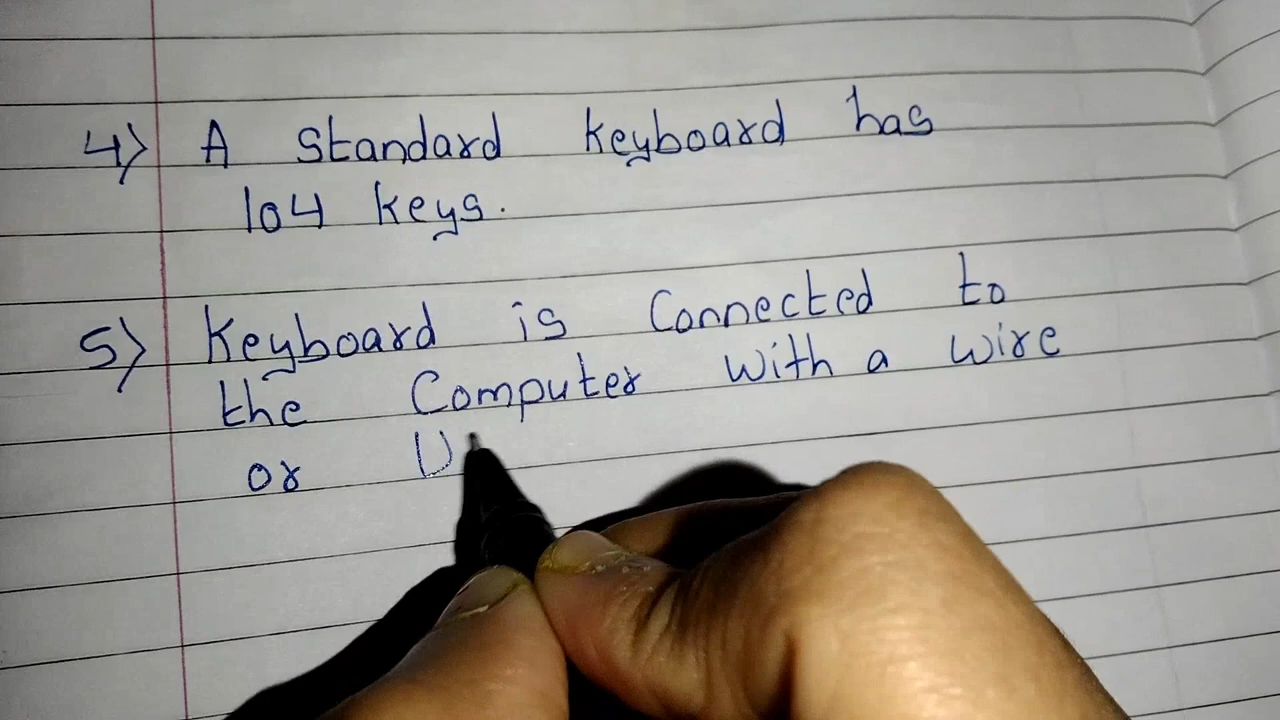 4) A Standard Keyboard has
104 Keys.
5) Keyboard is Connected to
the Computer With a wire
or